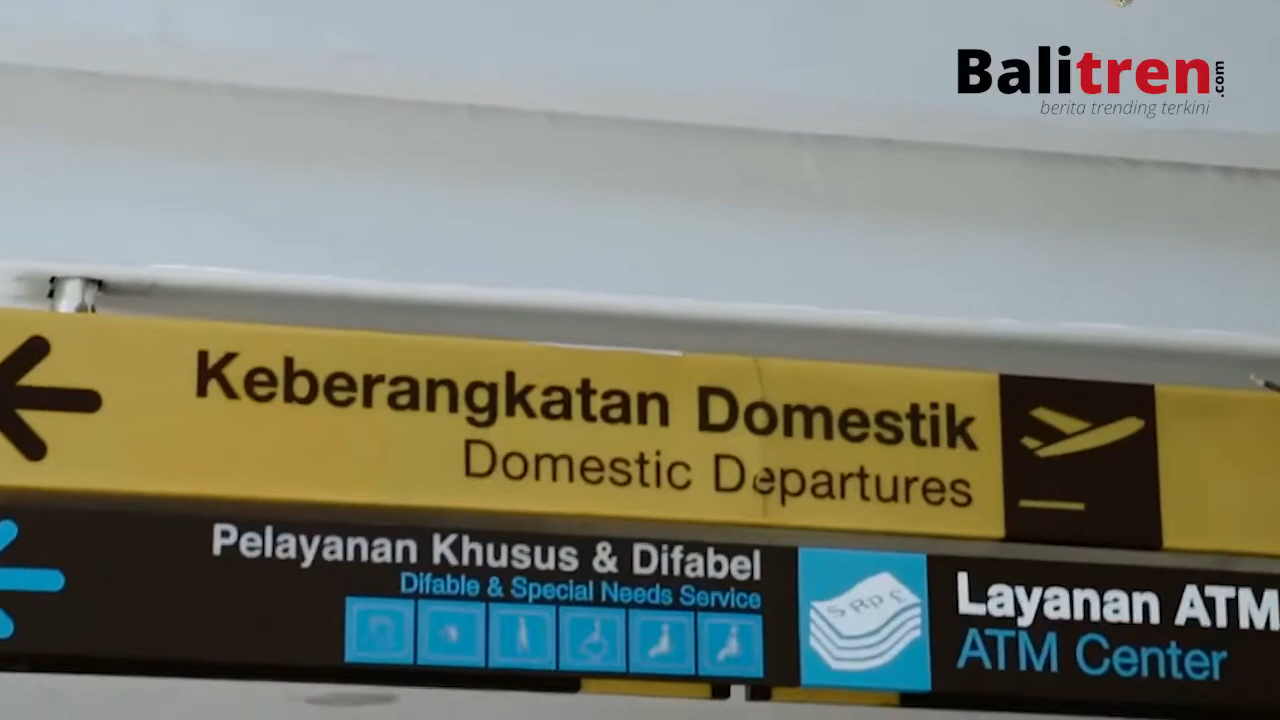 Balitren.com
berita trending terkini
Keberangkatan Domestik
Domestic Departures
Pelayanan Khusus & Difabel
Difable & Special Needs Service
Layanan ATM
ATM Center